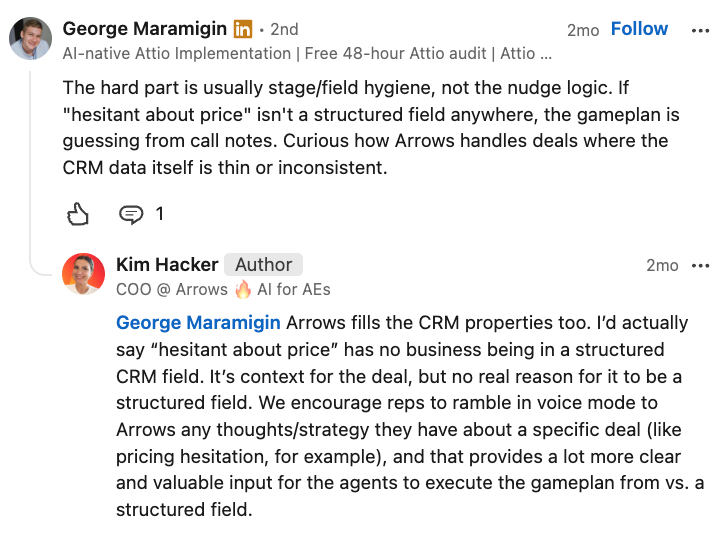 George Maramigin in • 2nd
2mo Follow ...
AI-native Attio Implementation | Free 48-hour Attio audit | Attio ...
The hard part is usually stage/field hygiene, not the nudge logic. If
"hesitant about price" isn't a structured field anywhere, the gameplan is
guessing from call notes. Curious how Arrows handles deals where the
CRM data itself is thin or inconsistent.
1
Kim Hacker Author
2mo ...
COO @ Arrows 🔥 AI for AEs
George Maramigin Arrows fills the CRM properties too. I’d actually
say “hesitant about price” has no business being in a structured
CRM field. It’s context for the deal, but no real reason for it to be a
structured field. We encourage reps to ramble in voice mode to
Arrows any thoughts/strategy they have about a specific deal (like
pricing hesitation, for example), and that provides a lot more clear
and valuable input for the agents to execute the gameplan from vs. a
structured field.